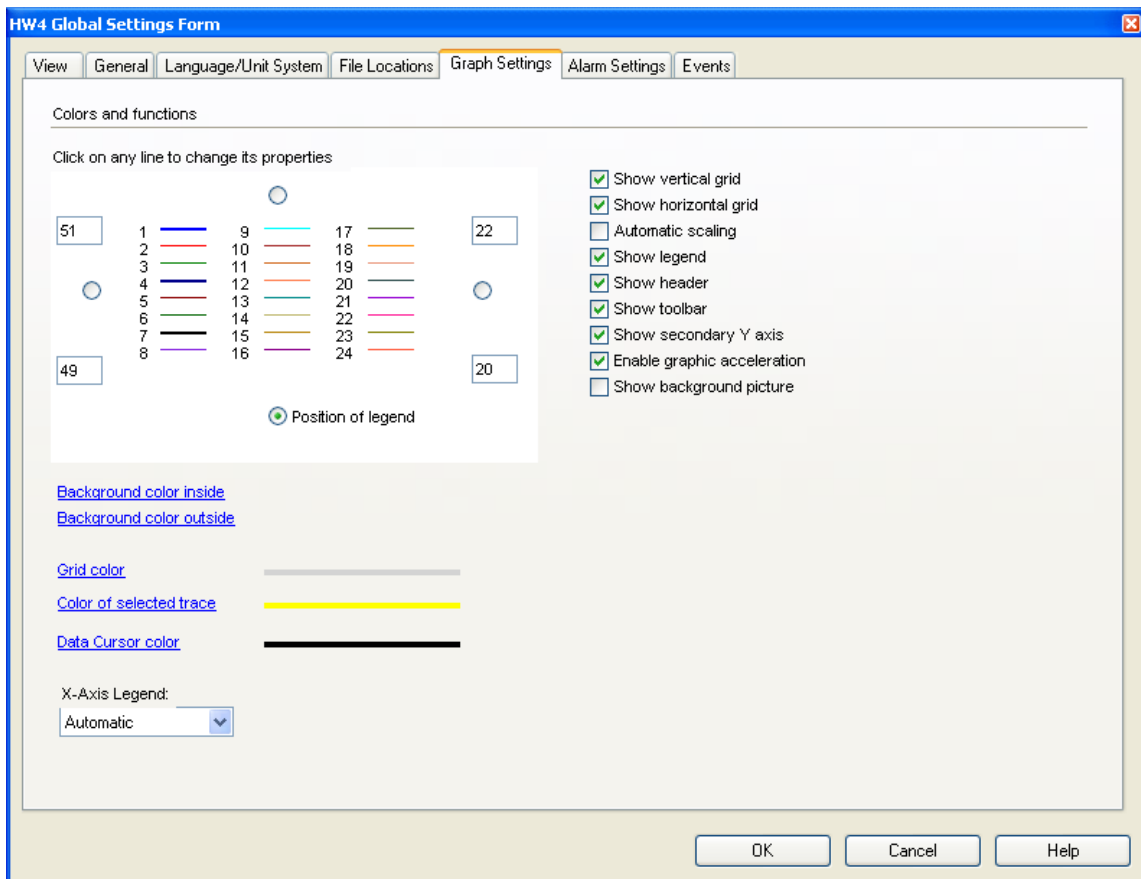 HW4 Global Settings Form
View General Language/Unit System File Locations Graph Settings Alarm Settings Events
Colors and functions
Click on any line to change its properties
51 22
1 9 17
2 10 18
3 11 19
4 12 20
5 13 21
6 14 22
7 15 23
8 16 24
49 20
Position of legend
Show vertical grid
Show horizontal grid
Automatic scaling
Show legend
Show header
Show toolbar
Show secondary Y axis
Enable graphic acceleration
Show background picture
Background color inside
Background color outside
Grid color
Color of selected trace
Data Cursor color
X-Axis Legend:
Automatic
OK Cancel Help